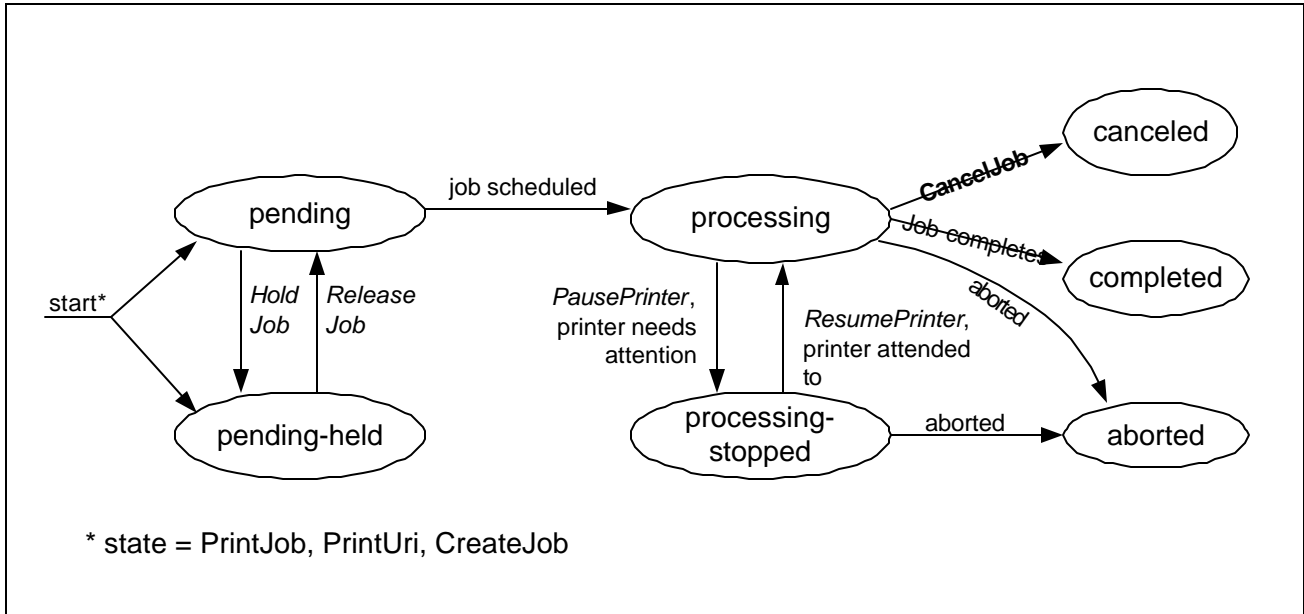 canceled
CancelJob
job scheduled
pending
processing
Job completes
completed
start*
Hold
Job
Release
Job
PausePrinter,
printer needs
attention
ResumePrinter,
printer attended
to
aborted
pending-held
processing-
stopped
aborted
aborted
* state = PrintJob, PrintUri, CreateJob